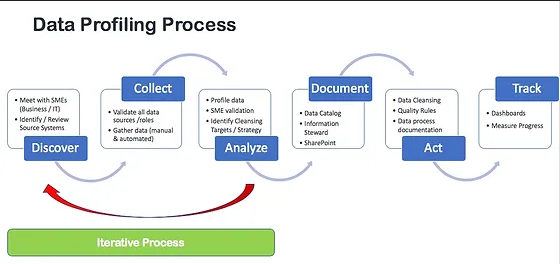 Data Profiling Process
• Meet with SMEs
(Business / IT)
• Identify / Review
Source Systems
Discover
Collect
• Validate all data
sources /roles
• Gather data (manual
& automated)
• Profile data
• SME validation
• Identify Cleansing
Targets / Strategy
Analyze
Document
• Data Catalog
• Information
Steward
• SharePoint
• Data Cleansing
• Quality Rules
• Data process
documentation
Act
Track
• Dashboards
• Measure Progress
Iterative Process